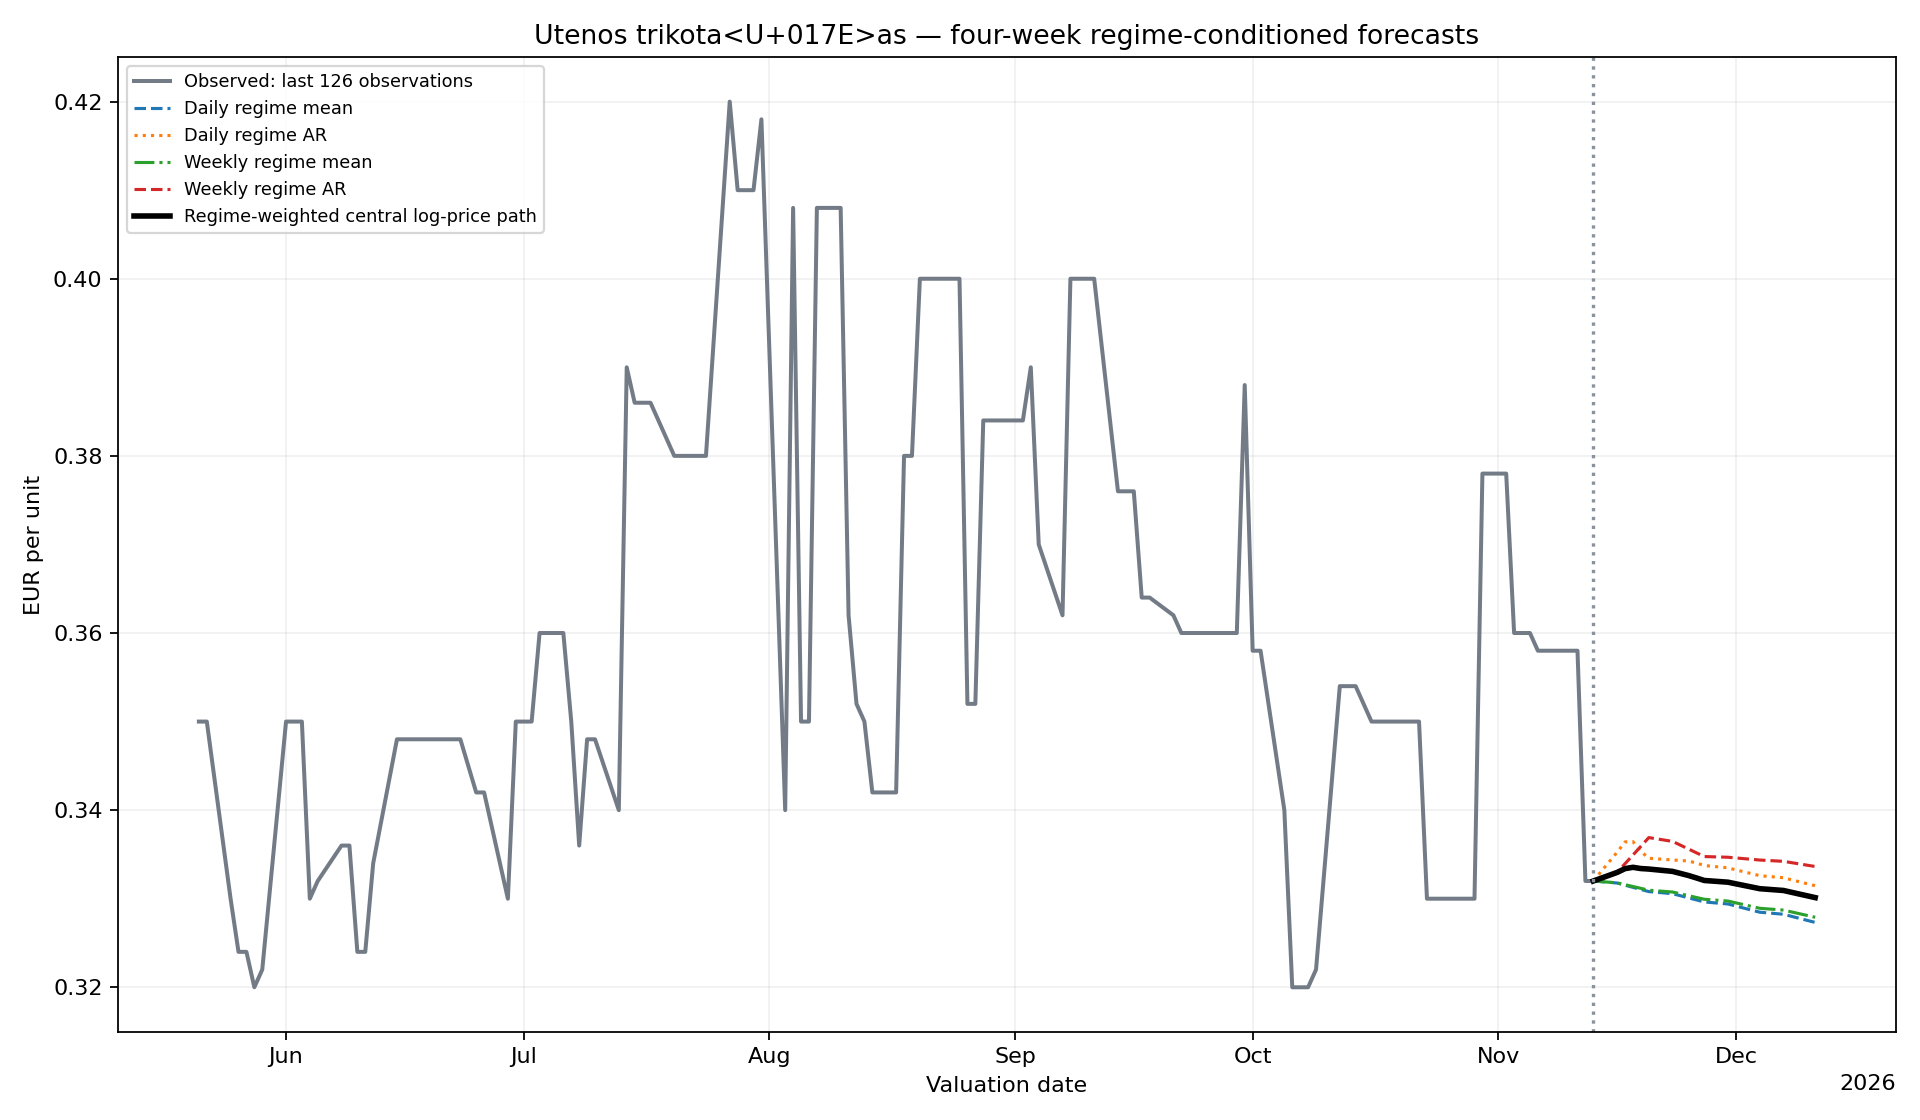 Utenos trikota<U+017E>as — four-week regime-conditioned forecasts
Observed: last 126 observations
Daily regime mean
Daily regime AR
Weekly regime mean
Weekly regime AR
Regime-weighted central log-price path
EUR per unit
0.42
0.40
0.38
0.36
0.34
0.32
Jun
Jul
Aug
Sep
Oct
Nov
Dec
Valuation date
2026